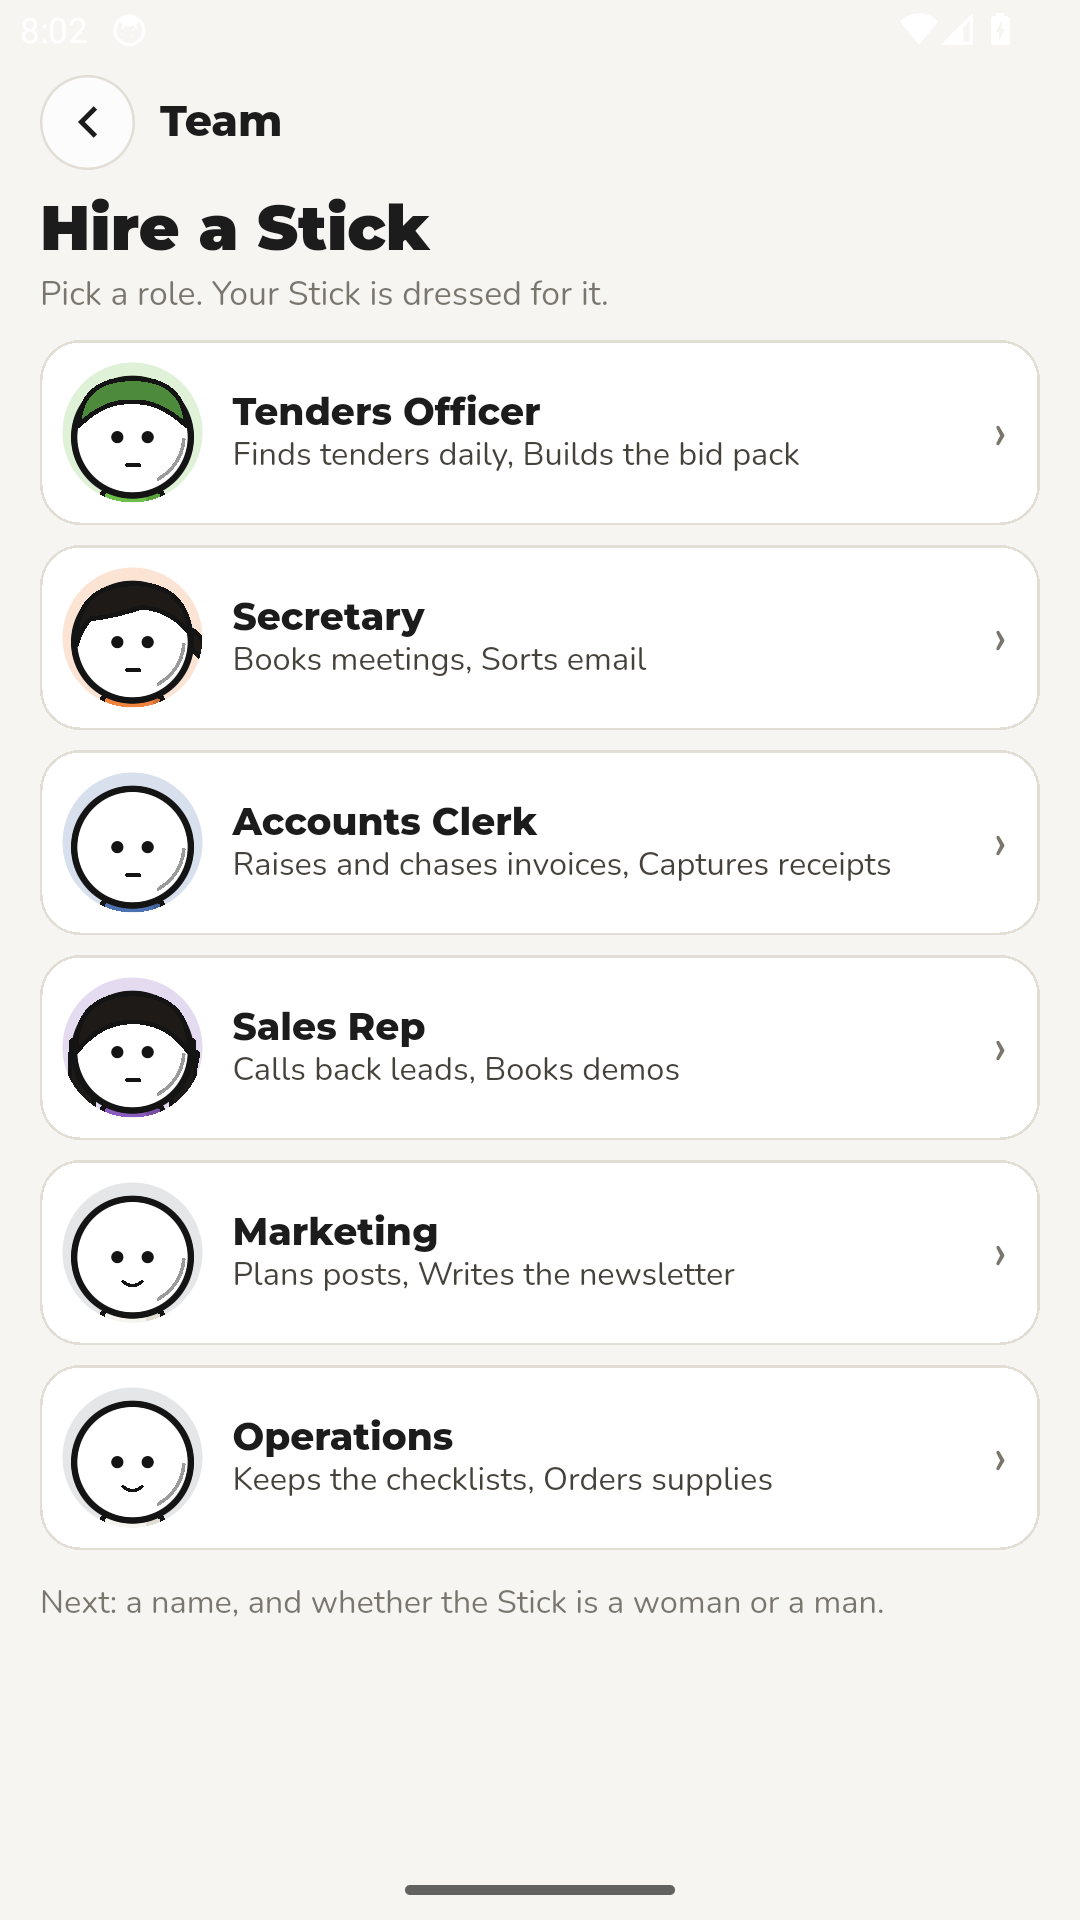 8:02
Team
Hire a Stick
Pick a role. Your Stick is dressed for it.
Tenders Officer
Finds tenders daily, Builds the bid pack
Secretary
Books meetings, Sorts email
Accounts Clerk
Raises and chases invoices, Captures receipts
Sales Rep
Calls back leads, Books demos
Marketing
Plans posts, Writes the newsletter
Operations
Keeps the checklists, Orders supplies
Next: a name, and whether the Stick is a woman or a man.